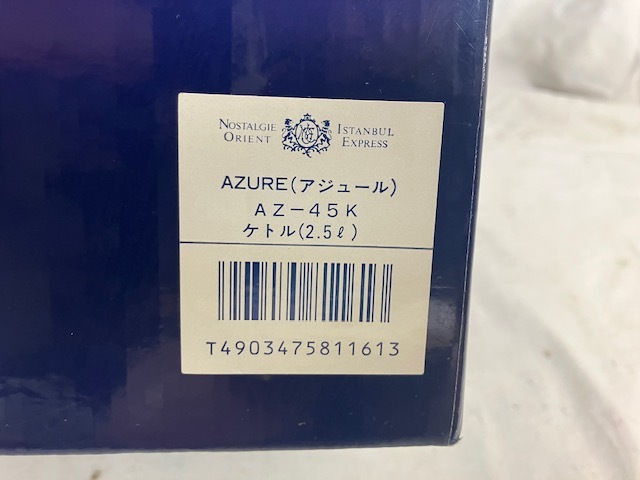 NOSTALGIE ISTANBUL
ORIENT EXPRESS
AZURE(アジュール)
AZ-45K
ケトル(2.5ℓ)
T4903475811613